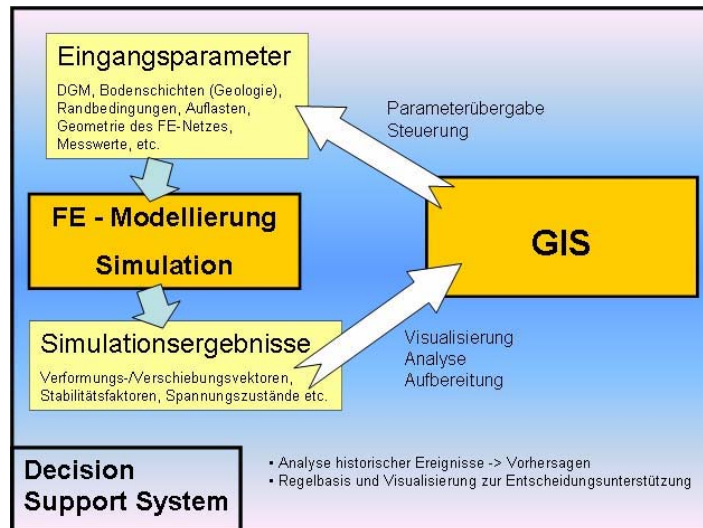 Eingangsparameter
DGM, Bodenschichten (Geologie),
Randbedingungen, Auflasten,
Geometrie des FE-Netzes,
Messwerte, etc.
Parameterübergabe
Steuerung
FE - Modellierung
Simulation
GIS
Simulationsergebnisse
Verformungs-/Verschiebungsvektoren,
Stabilitätsfaktoren, Spannungszustände etc.
Visualisierung
Analyse
Aufbereitung
Decision
Support System
• Analyse historischer Ereignisse -> Vorhersagen
• Regelbasis und Visualisierung zur Entscheidungsunterstützung